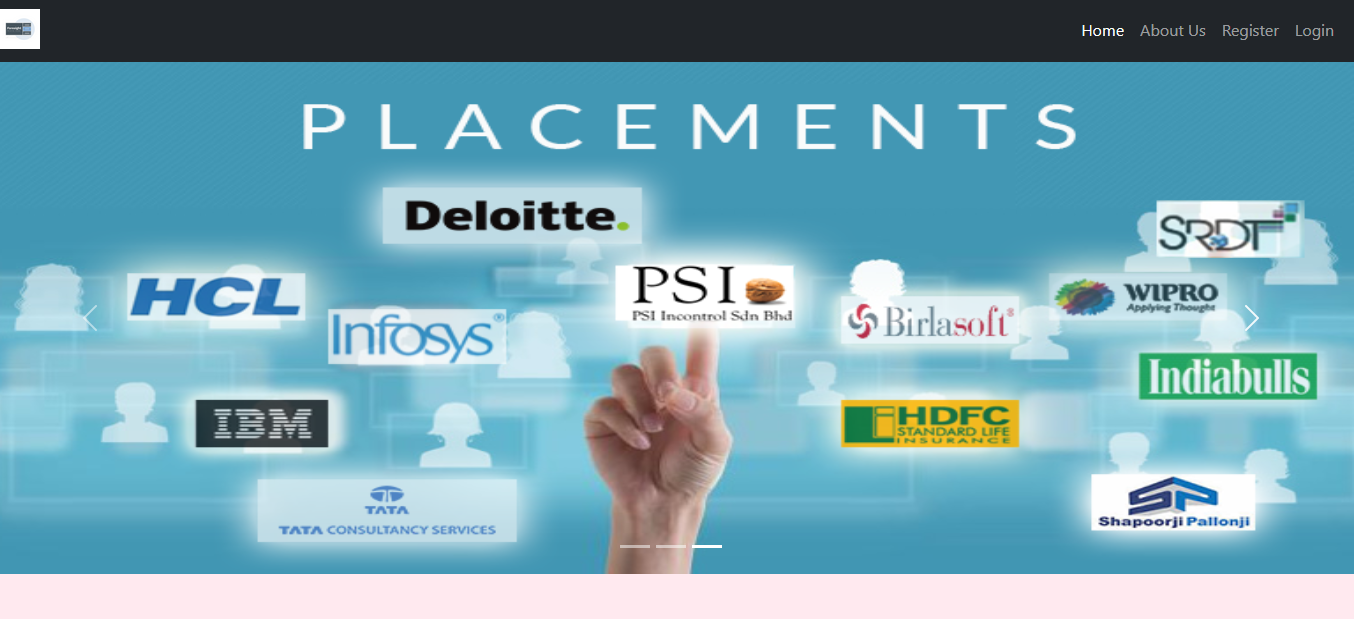 Home About Us Register Login
PLACEMENTS
Deloitte.
SRDT
HCL
PSI
PSI Incontrol Sdn Bhd
WIPRO
Applying Thought
Infosys®
Birlasoft®
Indiabulls
IBM
HDFC
STANDARD LIFE
INSURANCE
TATA
TATA CONSULTANCY SERVICES
SP
Shapoorji Pallonji